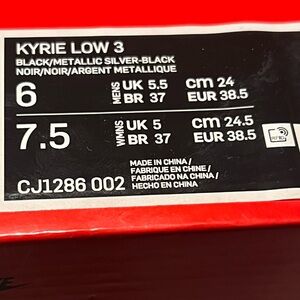 KYRIE LOW 3
BLACK/METALLIC SILVER-BLACK
NOIR/NOIR/ARGENT METALLIQUE
6 MENS UK 5.5 cm 24
BR 37 EUR 38.5
7.5 WMNS UK 5 cm 24.5
BR 37 EUR 38.5
MADE IN CHINA /
FABRIQUE EN CHINE /
FABRICADO NA CHINA /
HECHO EN CHINA
CJ1286 002